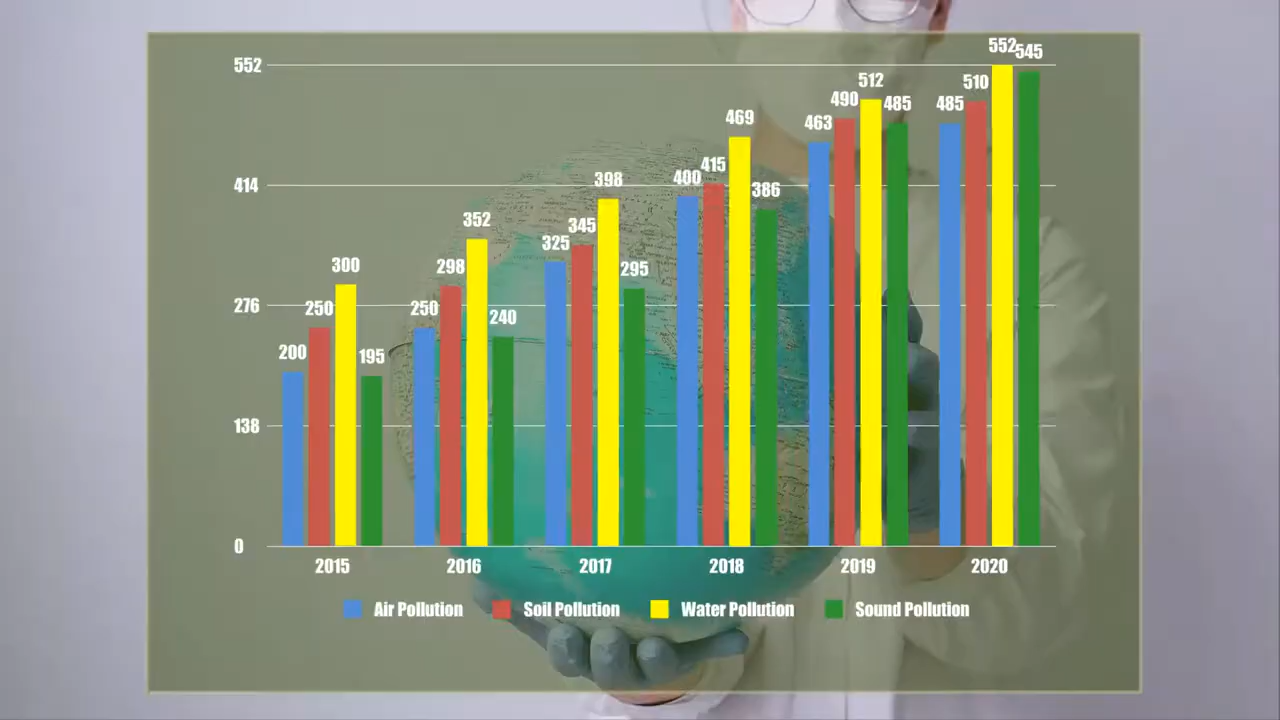 552
414
276
138
0
200 250 300 195
250 298 352 240
325 345 398 295
400 415 469 386
463 490 512 485
485 510 552 545
2015 2016 2017 2018 2019 2020
Air Pollution Soil Pollution Water Pollution Sound Pollution